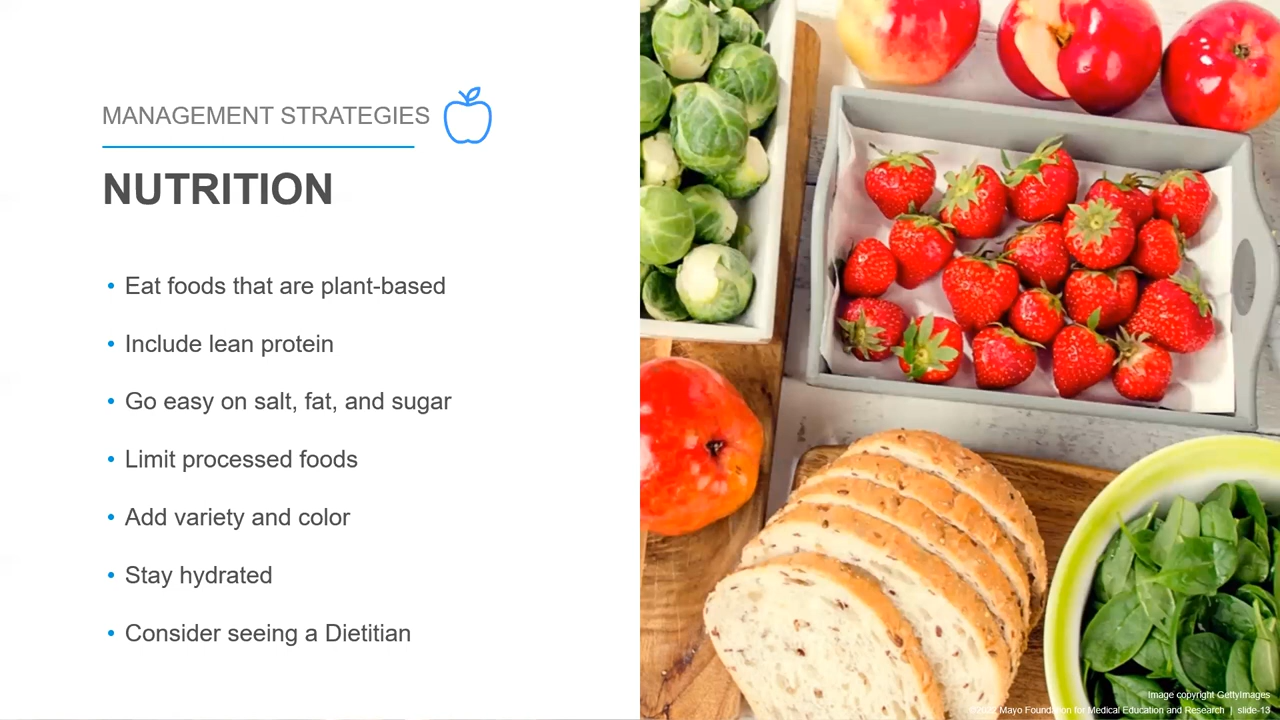 MANAGEMENT STRATEGIES
NUTRITION
• Eat foods that are plant-based
• Include lean protein
• Go easy on salt, fat, and sugar
• Limit processed foods
• Add variety and color
• Stay hydrated
• Consider seeing a Dietitian
Image copyright GettyImages
Mayo Foundation for Medical Education and Research | slide-13